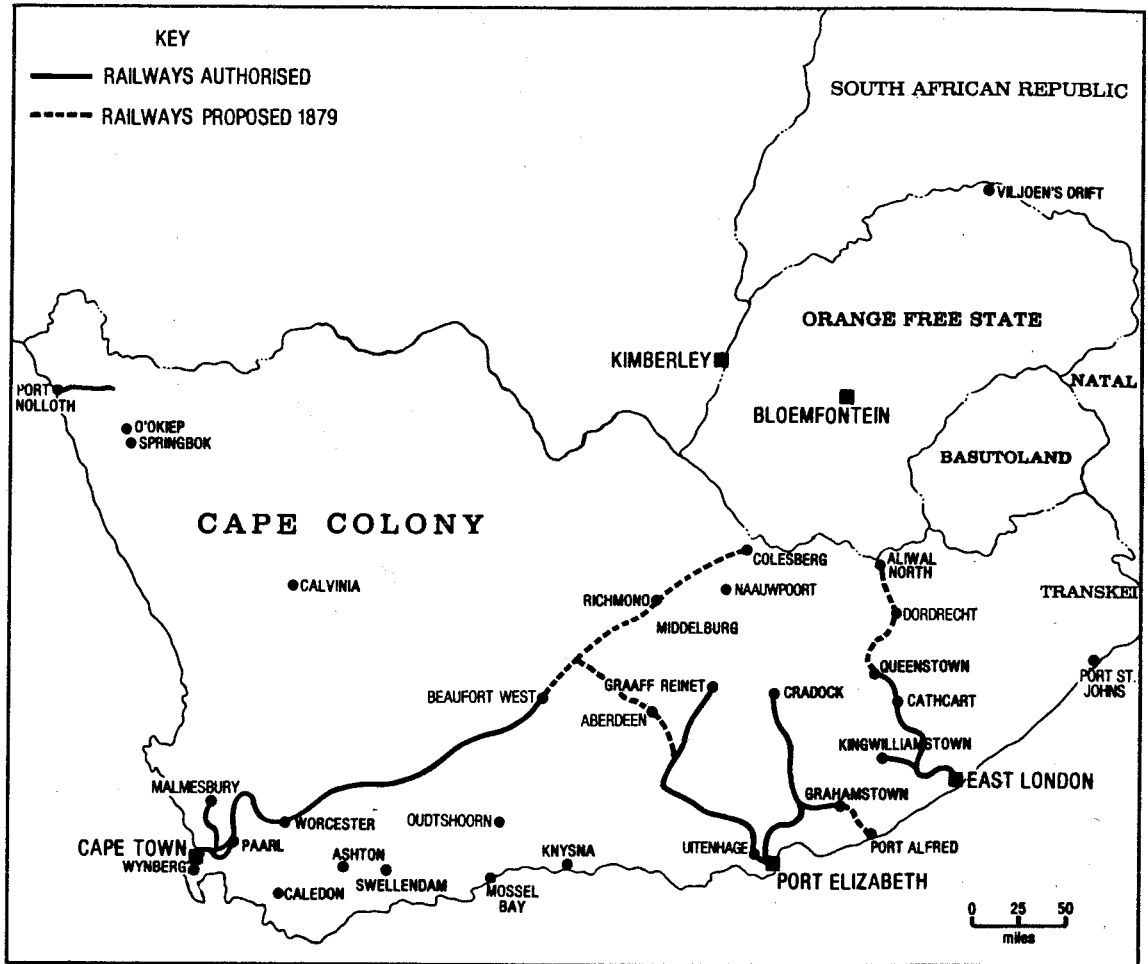 KEY
RAILWAYS AUTHORISED
RAILWAYS PROPOSED 1879
SOUTH AFRICAN REPUBLIC
VILJOEN'S DRIFT
ORANGE FREE STATE
KIMBERLEY
BLOEMFONTEIN
NATAL
BASUTOLAND
PORT
NOLLOTH
O'OKIEP
SPRINGBOK
CAPE COLONY
CALVINIA
COLESBERG
NAAUWPOORT
RICHMOND
MIDDELBURG
ALIWAL
NORTH
DORDRECHT
TRANSKEI
QUEENSTOWN
CATHCART
PORT ST.
JOHNS
BEAUFORT WEST
GRAAFF REINET
ABERDEEN
CRADOCK
KINGWILLIAMSTOWN
EAST LONDON
MALMESBURY
CAPE TOWN
WYNBERG
PAARL
WORCESTER
OUDTSHOORN
ASHTON
SWELLENDAM
CALEDON
MOSSEL
BAY
KNYSNA
UITENHAGE
GRAHAMSTOWN
PORT ALFRED
PORT ELIZABETH
0 25 50
miles